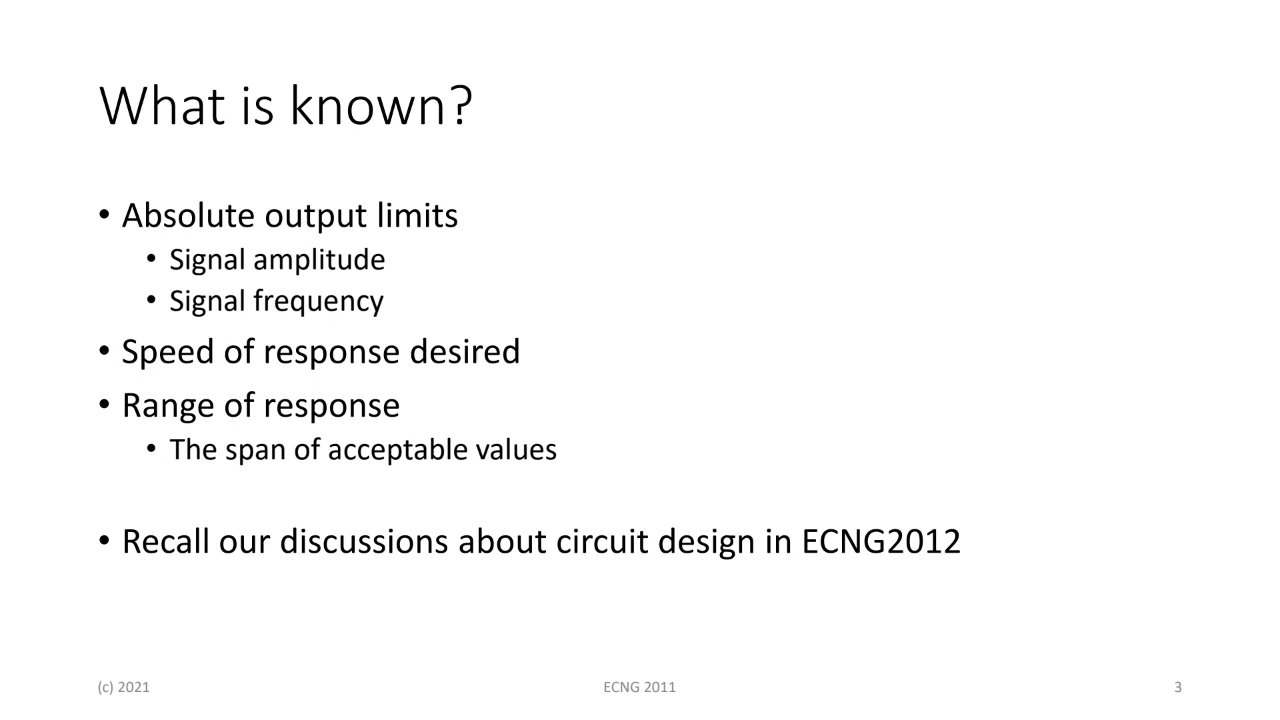 What is known?
• Absolute output limits
• Signal amplitude
• Signal frequency
• Speed of response desired
• Range of response
• The span of acceptable values
• Recall our discussions about circuit design in ECNG2012
(c) 2021
ECNG 2011
3